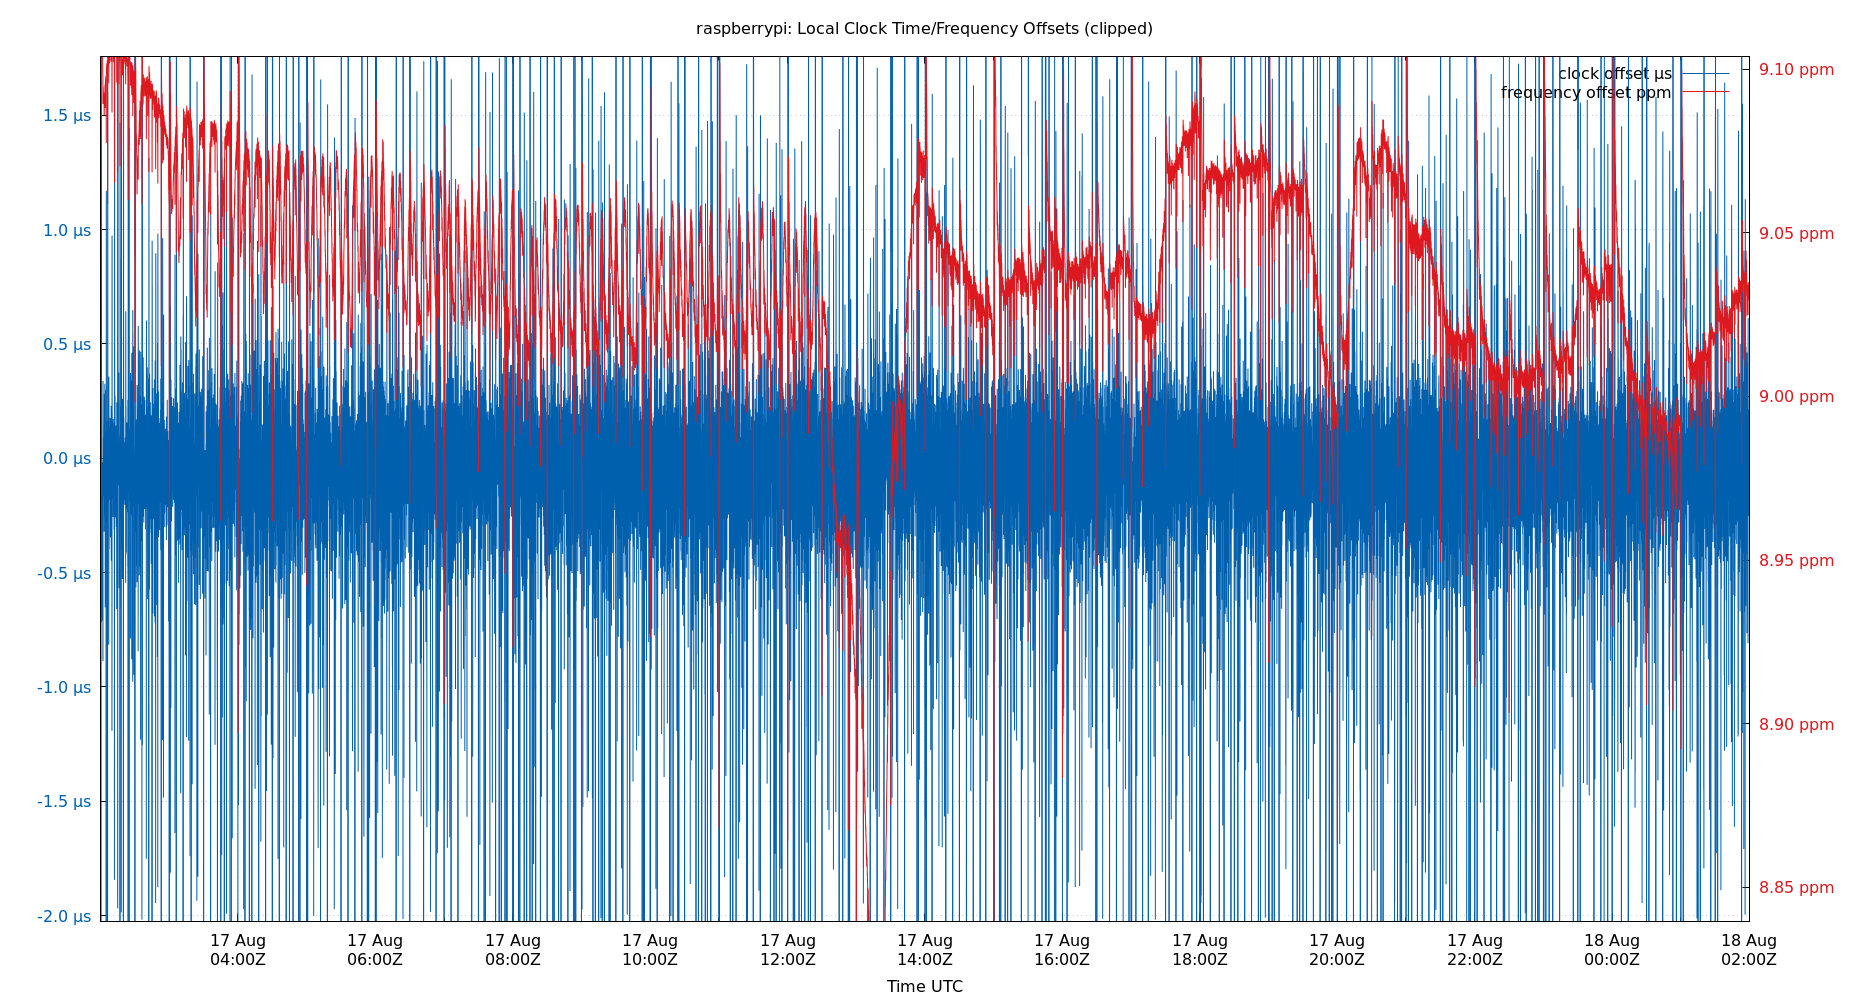 raspberrypi: Local Clock Time/Frequency Offsets (clipped)
clock offset µs
frequency offset ppm
1.5 µs
1.0 µs
0.5 µs
0.0 µs
-0.5 µs
-1.0 µs
-1.5 µs
-2.0 µs
9.10 ppm
9.05 ppm
9.00 ppm
8.95 ppm
8.90 ppm
8.85 ppm
17 Aug 17 Aug 17 Aug 17 Aug 17 Aug 17 Aug 17 Aug 17 Aug 17 Aug 17 Aug 18 Aug 18 Aug
04:00Z 06:00Z 08:00Z 10:00Z 12:00Z 14:00Z 16:00Z 18:00Z 20:00Z 22:00Z 00:00Z 02:00Z
Time UTC